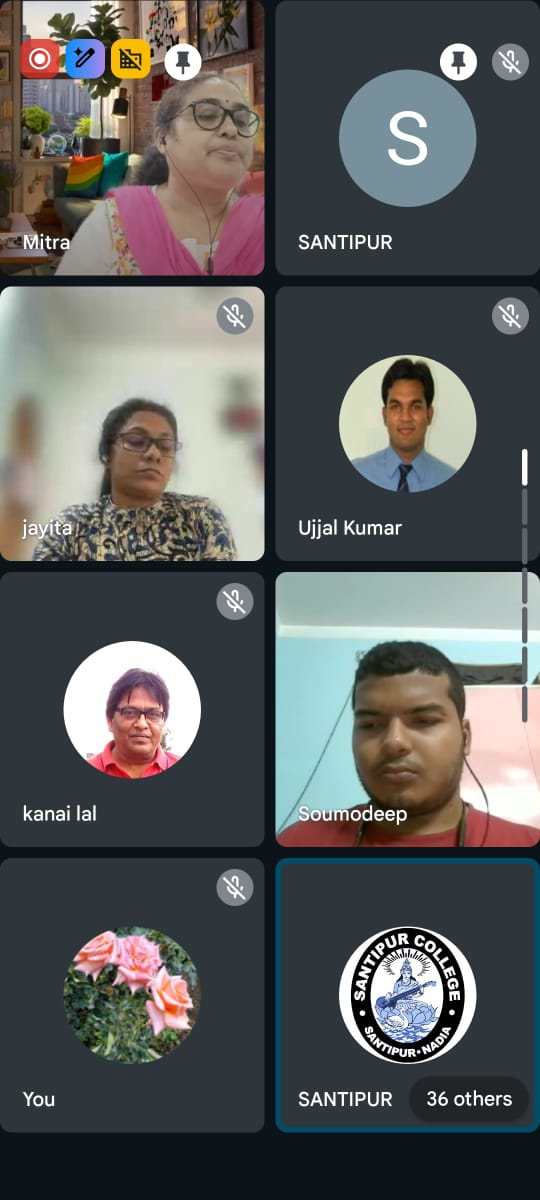 Mitra
S
SANTIPUR
jayita
Ujjal Kumar
kanai lal
Soumodeep
You
SANTIPUR COLLEGE
SANTIPUR•NADIA
SANTIPUR
36 others